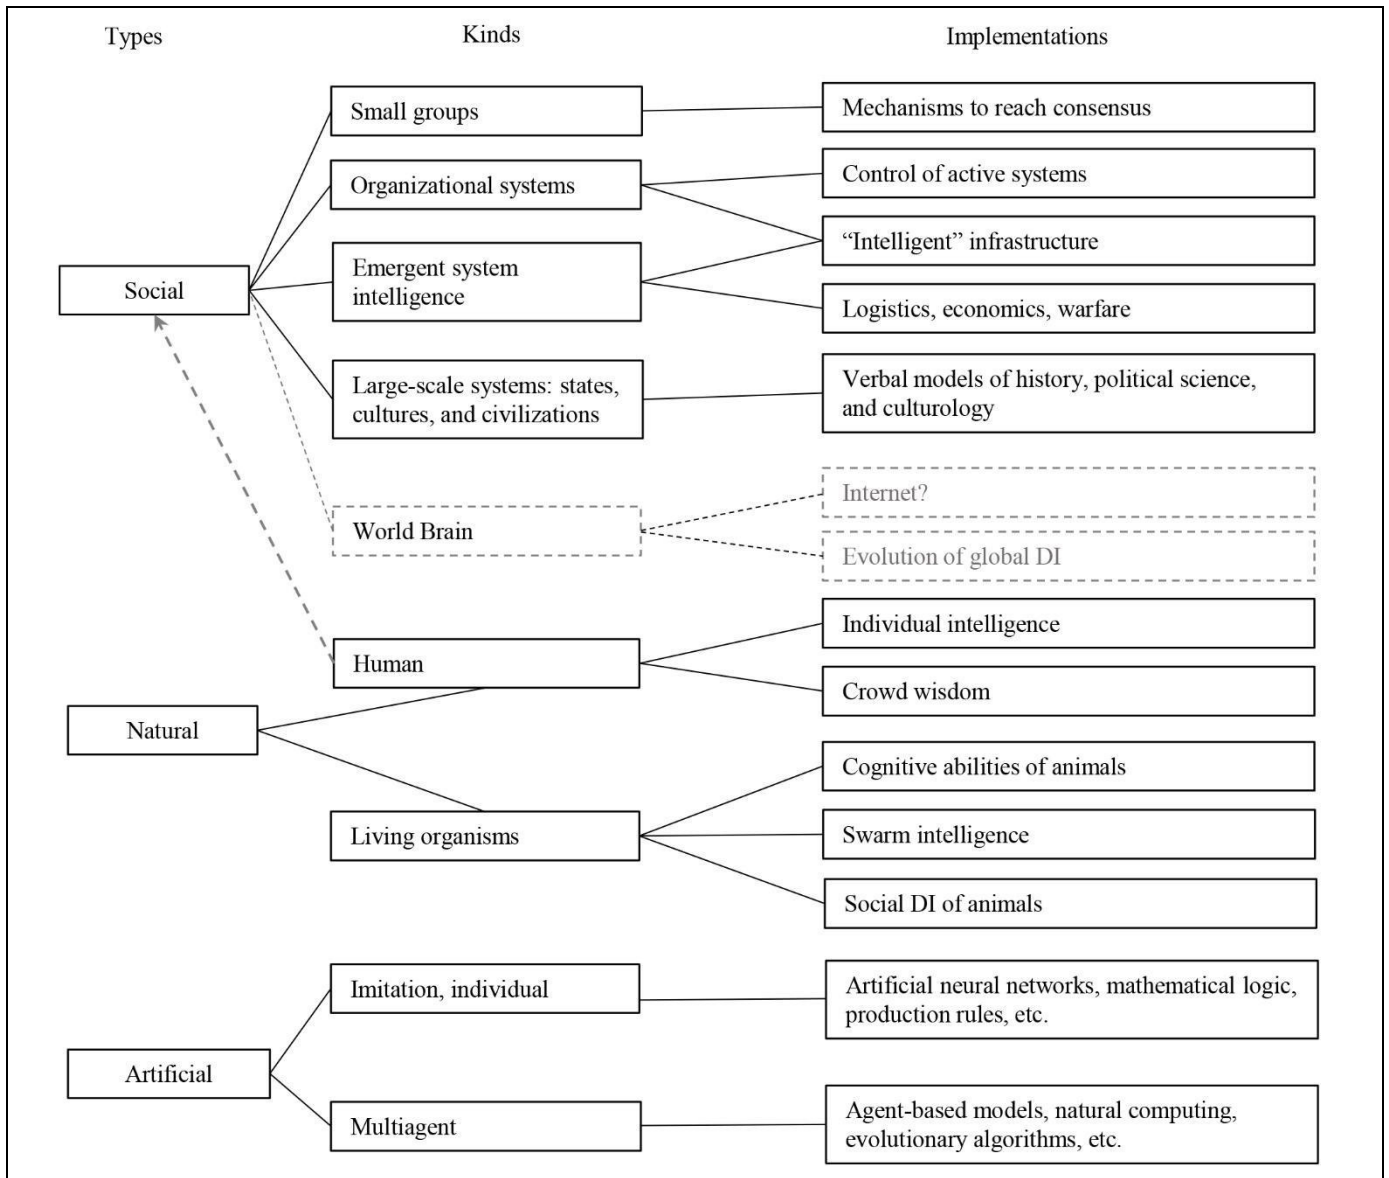 Types
Kinds
Implementations
Small groups
Mechanisms to reach consensus
Organizational systems
Control of active systems
“Intelligent” infrastructure
Social
Emergent system
intelligence
Logistics, economics, warfare
Large-scale systems: states,
cultures, and civilizations
Verbal models of history, political science,
and culturology
World Brain
Internet?
Evolution of global DI
Natural
Human
Individual intelligence
Crowd wisdom
Living organisms
Cognitive abilities of animals
Swarm intelligence
Social DI of animals
Artificial
Imitation, individual
Artificial neural networks, mathematical logic,
production rules, etc.
Multiagent
Agent-based models, natural computing,
evolutionary algorithms, etc.